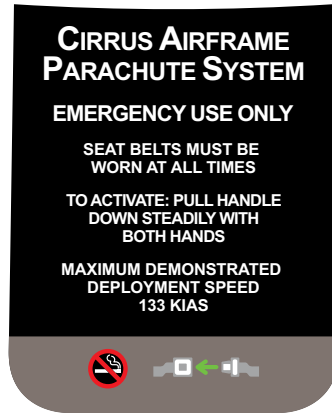 CIRRUS AIRFRAME
PARACHUTE SYSTEM
EMERGENCY USE ONLY
SEAT BELTS MUST BE
WORN AT ALL TIMES
TO ACTIVATE: PULL HANDLE
DOWN STEADILY WITH
BOTH HANDS
MAXIMUM DEMONSTRATED
DEPLOYMENT SPEED
133 KIAS